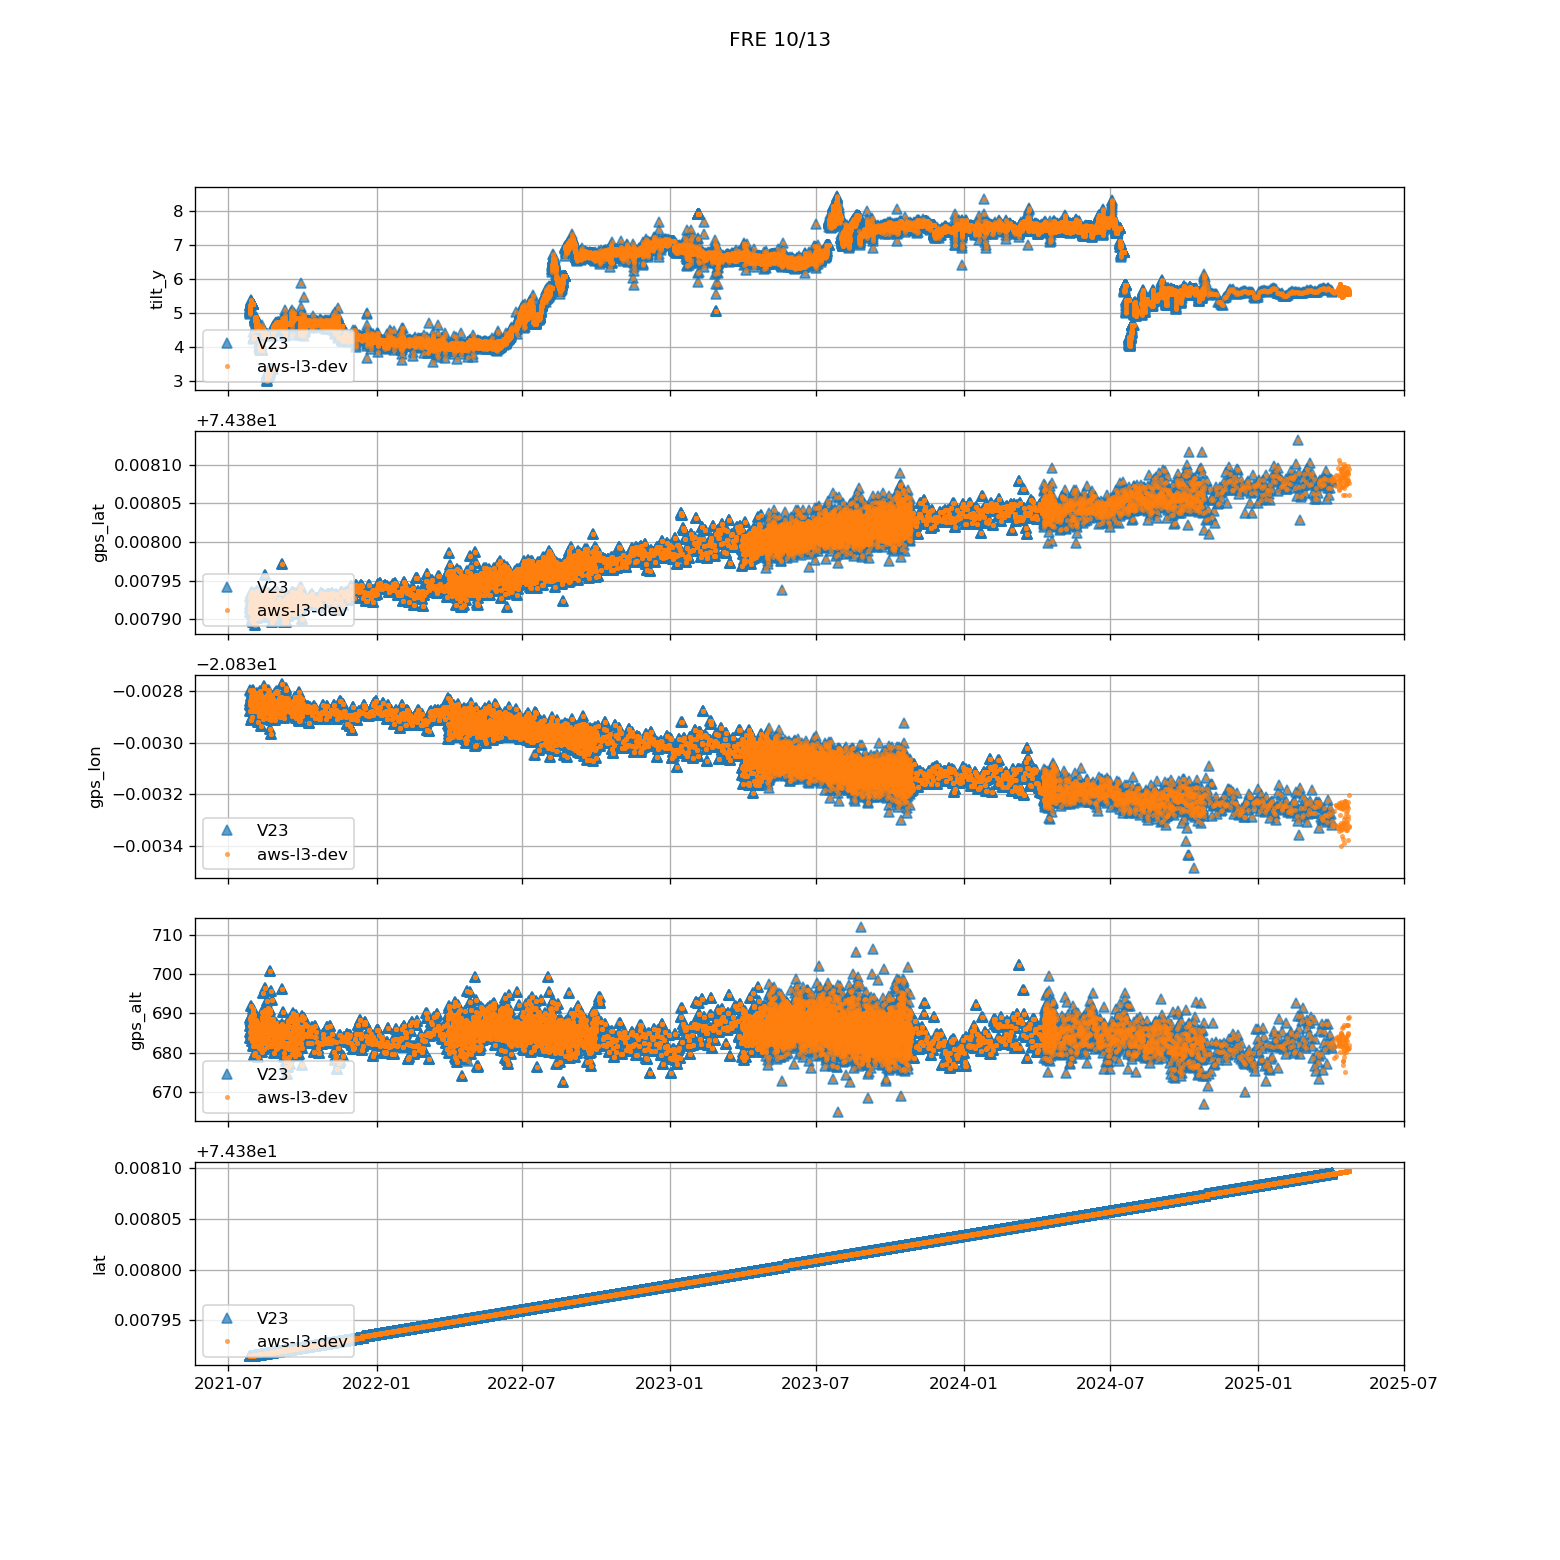 FRE 10/13
8
7
6
5
4
3
tilt_y
V23
aws-l3-dev
+7.438e1
0.00810
0.00805
0.00800
0.00795
0.00790
gps_lat
V23
aws-l3-dev
−2.083e1
−0.0028
−0.0030
−0.0032
−0.0034
gps_lon
V23
aws-l3-dev
710
700
690
680
670
gps_alt
V23
aws-l3-dev
+7.438e1
0.00810
0.00805
0.00800
0.00795
lat
V23
aws-l3-dev
2021-07 2022-01 2022-07 2023-01 2023-07 2024-01 2024-07 2025-01 2025-07